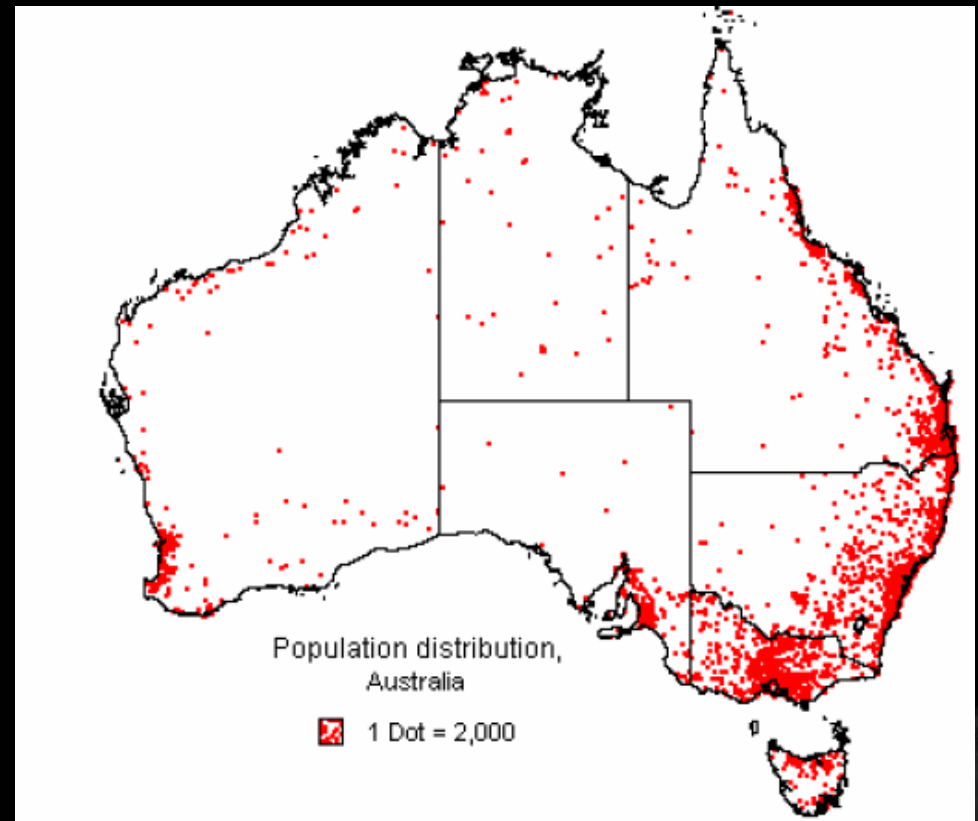 Population distribution,
Australia
1 Dot = 2,000